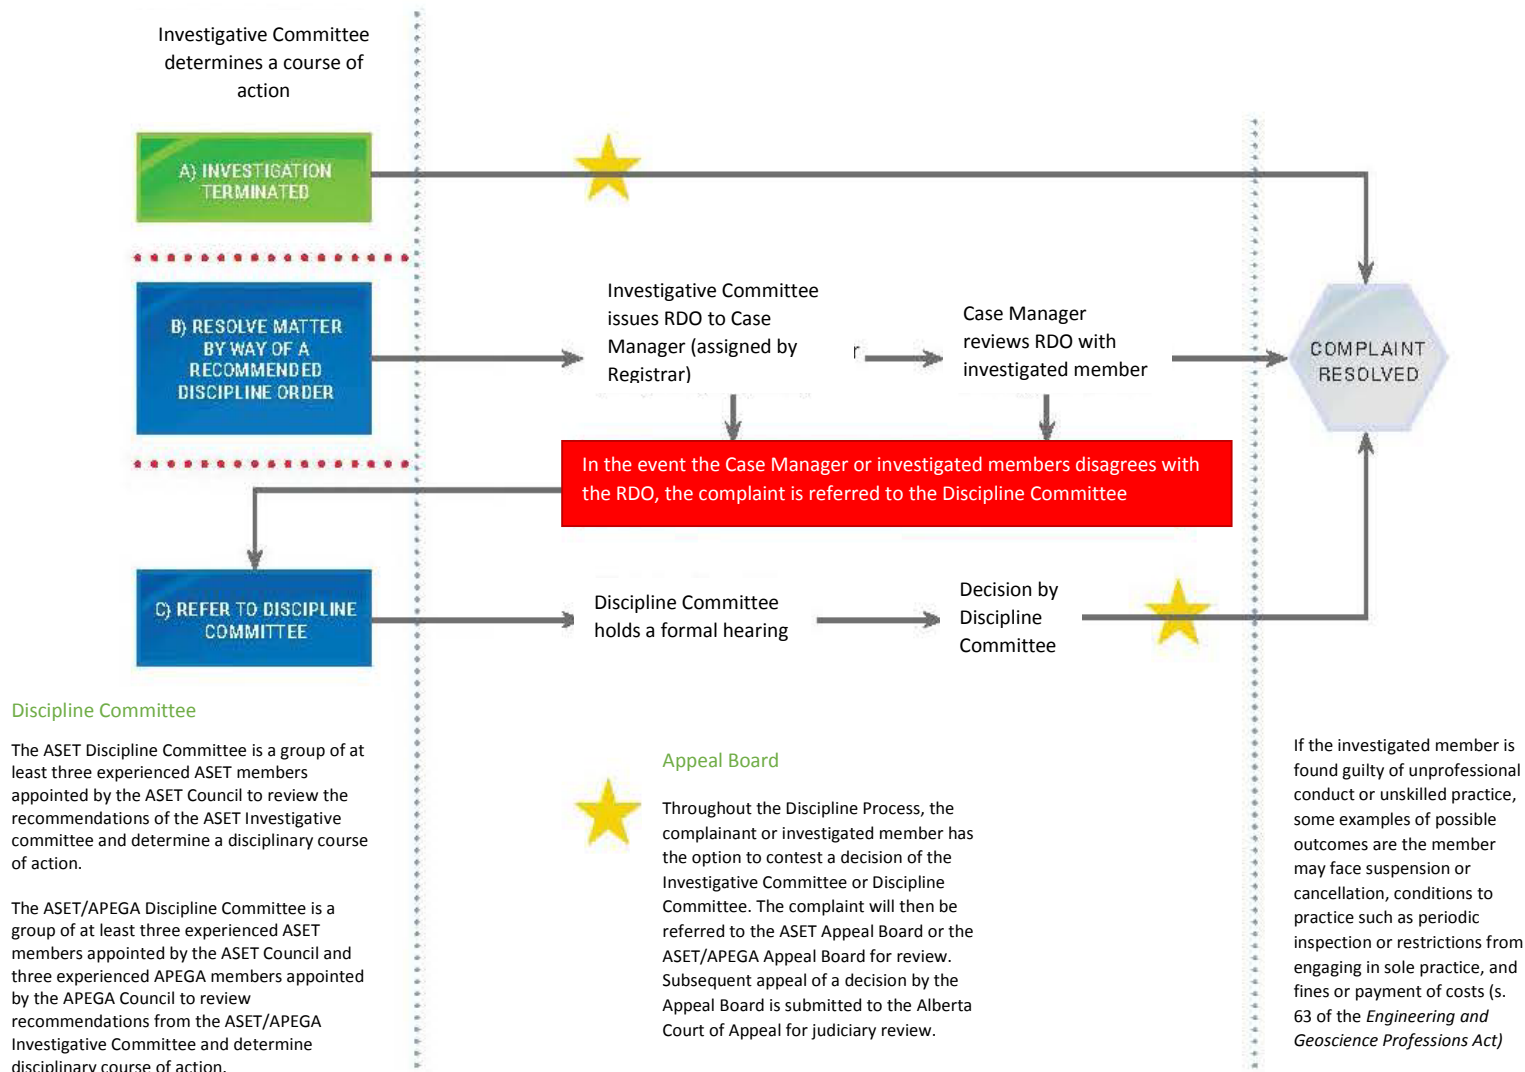 Investigative Committee
determines a course of
action
A) INVESTIGATION
TERMINATED
B) RESOLVE MATTER
BY WAY OF A
RECOMMENDED
DISCIPLINE ORDER
Investigative Committee
issues RDO to Case
Manager (assigned by
Registrar)
r
Case Manager
reviews RDO with
investigated member
COMPLAINT
RESOLVED
In the event the Case Manager or investigated members disagrees with
the RDO, the complaint is referred to the Discipline Committee
C) REFER TO DISCIPLINE
COMMITTEE
Discipline Committee
holds a formal hearing
Decision by
Discipline
Committee
Discipline Committee
The ASET Discipline Committee is a group of at
least three experienced ASET members
appointed by the ASET Council to review the
recommendations of the ASET Investigative
committee and determine a disciplinary course
of action.
The ASET/APEGA Discipline Committee is a
group of at least three experienced ASET
members appointed by the ASET Council and
three experienced APEGA members appointed
by the APEGA Council to review
recommendations from the ASET/APEGA
Investigative Committee and determine
disciplinary course of action.
Appeal Board
Throughout the Discipline Process, the
complainant or investigated member has
the option to contest a decision of the
Investigative Committee or Discipline
Committee. The complaint will then be
referred to the ASET Appeal Board or the
ASET/APEGA Appeal Board for review.
Subsequent appeal of a decision by the
Appeal Board is submitted to the Alberta
Court of Appeal for judiciary review.
If the investigated member is
found guilty of unprofessional
conduct or unskilled practice,
some examples of possible
outcomes are the member
may face suspension or
cancellation, conditions to
practice such as periodic
inspection or restrictions from
engaging in sole practice, and
fines or payment of costs (s.
63 of the Engineering and
Geoscience Professions Act)